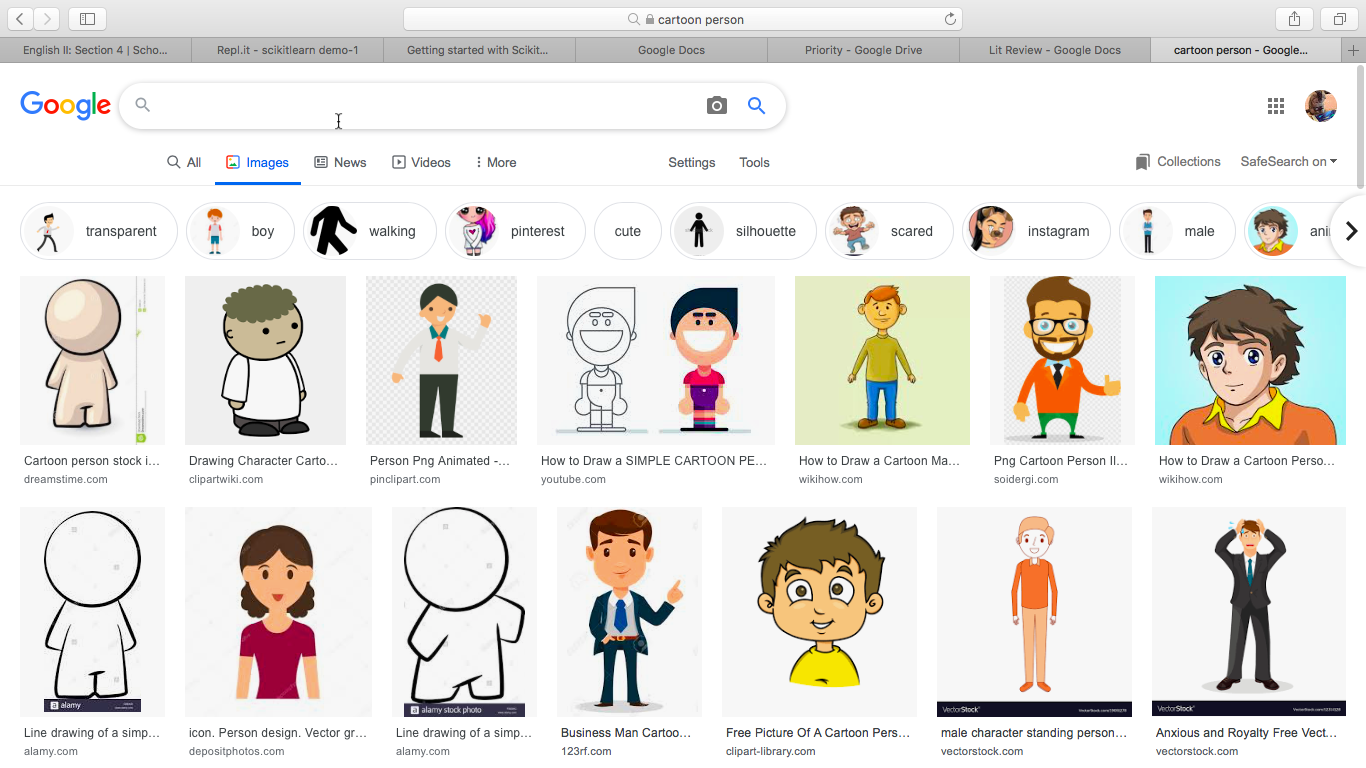 cartoon person
English II: Section 4 | Scho...
Repl.it - scikitlearn demo-1
Getting started with Scikit...
Google Docs
Priority - Google Drive
Lit Review - Google Docs
cartoon person - Google...
Google
All
Images
News
Videos
More
Settings
Tools
Collections
SafeSearch on
transparent
boy
walking
pinterest
cute
silhouette
scared
instagram
male
ani
Cartoon person stock i...
dreamstime.com
Drawing Character Carto...
clipartwiki.com
Person Png Animated -...
pinclipart.com
How to Draw a SIMPLE CARTOON PE...
youtube.com
How to Draw a Cartoon Ma...
wikihow.com
Png Cartoon Person Il...
soidergi.com
How to Draw a Cartoon Perso...
wikihow.com
a alamy
a alamy stock photo
VectorStock
VectorStock
Line drawing of a simp...
alamy.com
icon. Person design. Vector gr...
depositphotos.com
Line drawing of a simp...
alamy.com
Business Man Cartoo...
123rf.com
Free Picture Of A Cartoon Pers...
clipart-library.com
male character standing person...
vectorstock.com
Anxious and Royalty Free Vect...
vectorstock.com